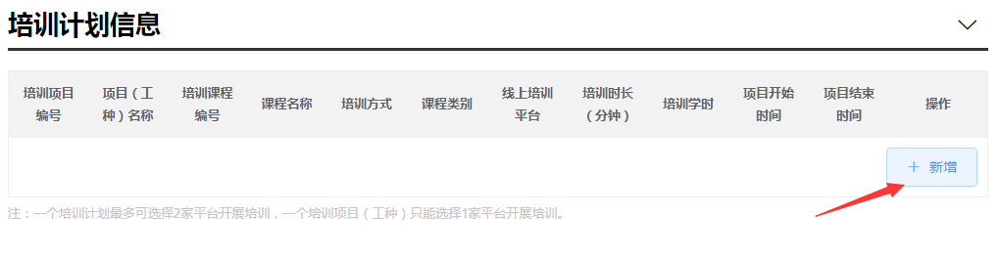 培训计划信息
培训项目编号 项目（工种）名称 培训课程编号 课程名称 培训方式 课程类别 线上培训平台 培训时长（分钟） 培训学时 项目开始时间 项目结束时间 操作
＋ 新增
注：一个培训计划最多可选择2家平台开展培训，一个培训项目（工种）只能选择1家平台开展培训。